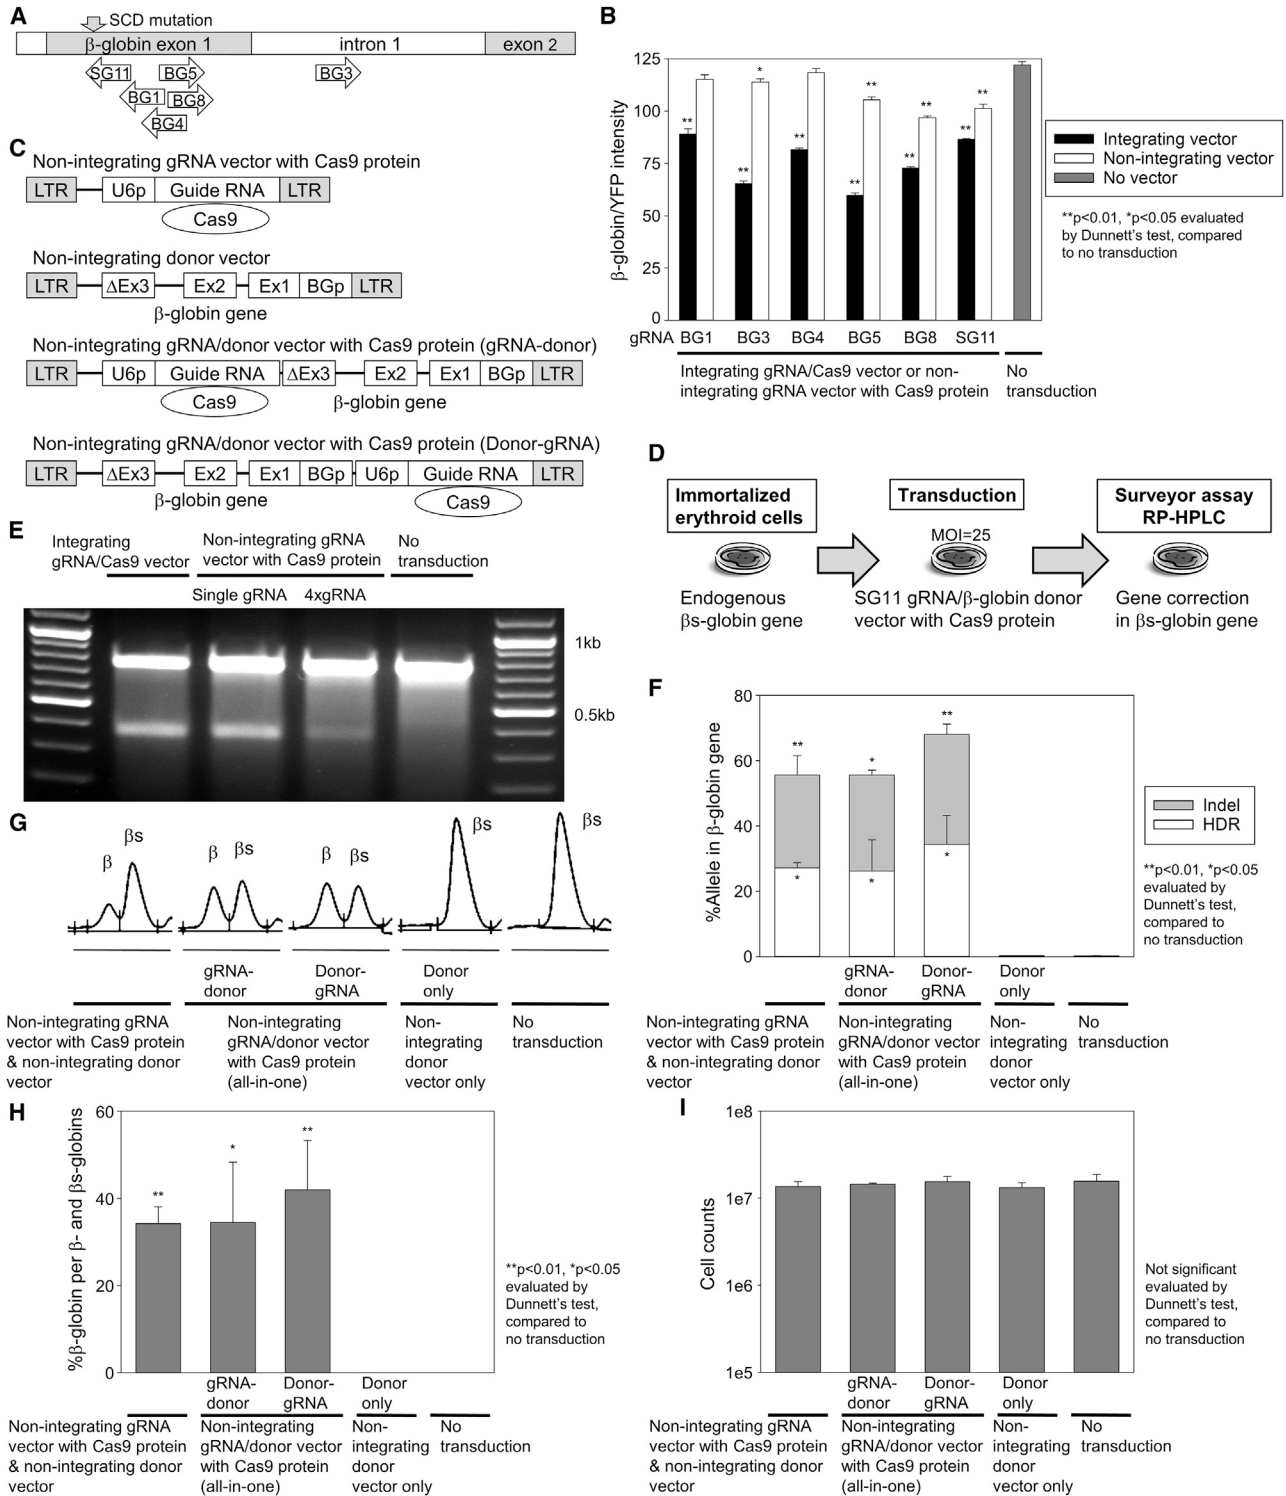 A
SCD mutation
β-globin exon 1
intron 1
exon 2
SG11
BG5
BG3
BG1
BG8
BG4
B
β-globin/YFP intensity
125
100
75
50
25
0
** * ** ** ** ** ** ** **
gRNA BG1 BG3 BG4 BG5 BG8 SG11
Integrating gRNA/Cas9 vector or non-
integrating gRNA vector with Cas9 protein
No
transduction
Integrating vector
Non-integrating vector
No vector
**p<0.01, *p<0.05 evaluated
by Dunnett's test, compared
to no transduction
C
Non-integrating gRNA vector with Cas9 protein
LTR U6p Guide RNA LTR
Cas9
Non-integrating donor vector
LTR ΔEx3 Ex2 Ex1 BGp LTR
β-globin gene
Non-integrating gRNA/donor vector with Cas9 protein (gRNA-donor)
LTR U6p Guide RNA ΔEx3 Ex2 Ex1 BGp LTR
Cas9
β-globin gene
Non-integrating gRNA/donor vector with Cas9 protein (Donor-gRNA)
LTR ΔEx3 Ex2 Ex1 BGp U6p Guide RNA LTR
β-globin gene
Cas9
D
Immortalized
erythroid cells
Endogenous
βs-globin gene
Transduction
MOI=25
SG11 gRNA/β-globin donor
vector with Cas9 protein
Surveyor assay
RP-HPLC
Gene correction
in βs-globin gene
E
Integrating
gRNA/Cas9 vector
Non-integrating gRNA
vector with Cas9 protein
No
transduction
Single gRNA 4xgRNA
1kb
0.5kb
F
%Allele in β-globin gene
80
60
40
20
0
** * **
* * *
Indel
HDR
**p<0.01, *p<0.05
evaluated by
Dunnett's test,
compared to
no transduction
gRNA-
donor
Donor-
gRNA
Donor
only
Non-integrating gRNA
vector with Cas9 protein
& non-integrating donor
vector
Non-integrating
gRNA/donor vector
with Cas9 protein
(all-in-one)
Non-
integrating
donor
vector only
No
transduction
G
β βs
β βs
β βs
βs
βs
gRNA-
donor
Donor-
gRNA
Donor
only
Non-integrating gRNA
vector with Cas9 protein
& non-integrating donor
vector
Non-integrating
gRNA/donor vector
with Cas9 protein
(all-in-one)
Non-
integrating
donor
vector only
No
transduction
H
%β-globin per β- and βs-globins
60
40
20
0
** * **
**p<0.01, *p<0.05
evaluated by
Dunnett's test,
compared to
no transduction
gRNA-
donor
Donor-
gRNA
Donor
only
Non-integrating gRNA
vector with Cas9 protein
& non-integrating donor
vector
Non-integrating
gRNA/donor vector
with Cas9 protein
(all-in-one)
Non-
integrating
donor
vector only
No
transduction
I
Cell counts
1e8
1e7
1e6
1e5
Not significant
evaluated by
Dunnett's test,
compared to
no transduction
gRNA-
donor
Donor-
gRNA
Donor
only
Non-integrating gRNA
vector with Cas9 protein
& non-integrating donor
vector
Non-integrating
gRNA/donor vector
with Cas9 protein
(all-in-one)
Non-
integrating
donor
vector only
No
transduction